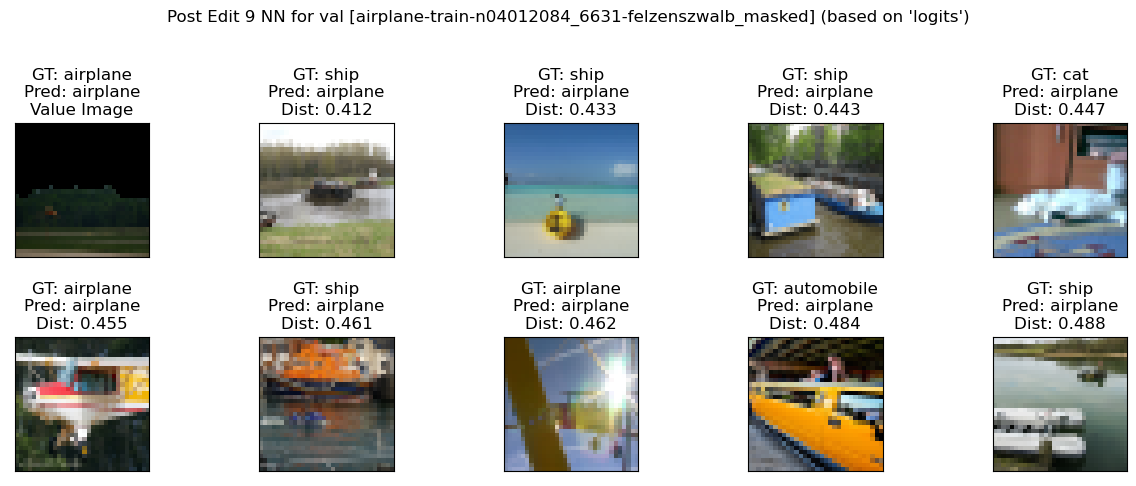 Post Edit 9 NN for val [airplane-train-n04012084_6631-felzenszwalb_masked] (based on 'logits')
GT: airplane
Pred: airplane
Value Image
GT: ship
Pred: airplane
Dist: 0.412
GT: ship
Pred: airplane
Dist: 0.433
GT: ship
Pred: airplane
Dist: 0.443
GT: cat
Pred: airplane
Dist: 0.447
GT: airplane
Pred: airplane
Dist: 0.455
GT: ship
Pred: airplane
Dist: 0.461
GT: airplane
Pred: airplane
Dist: 0.462
GT: automobile
Pred: airplane
Dist: 0.484
GT: ship
Pred: airplane
Dist: 0.488